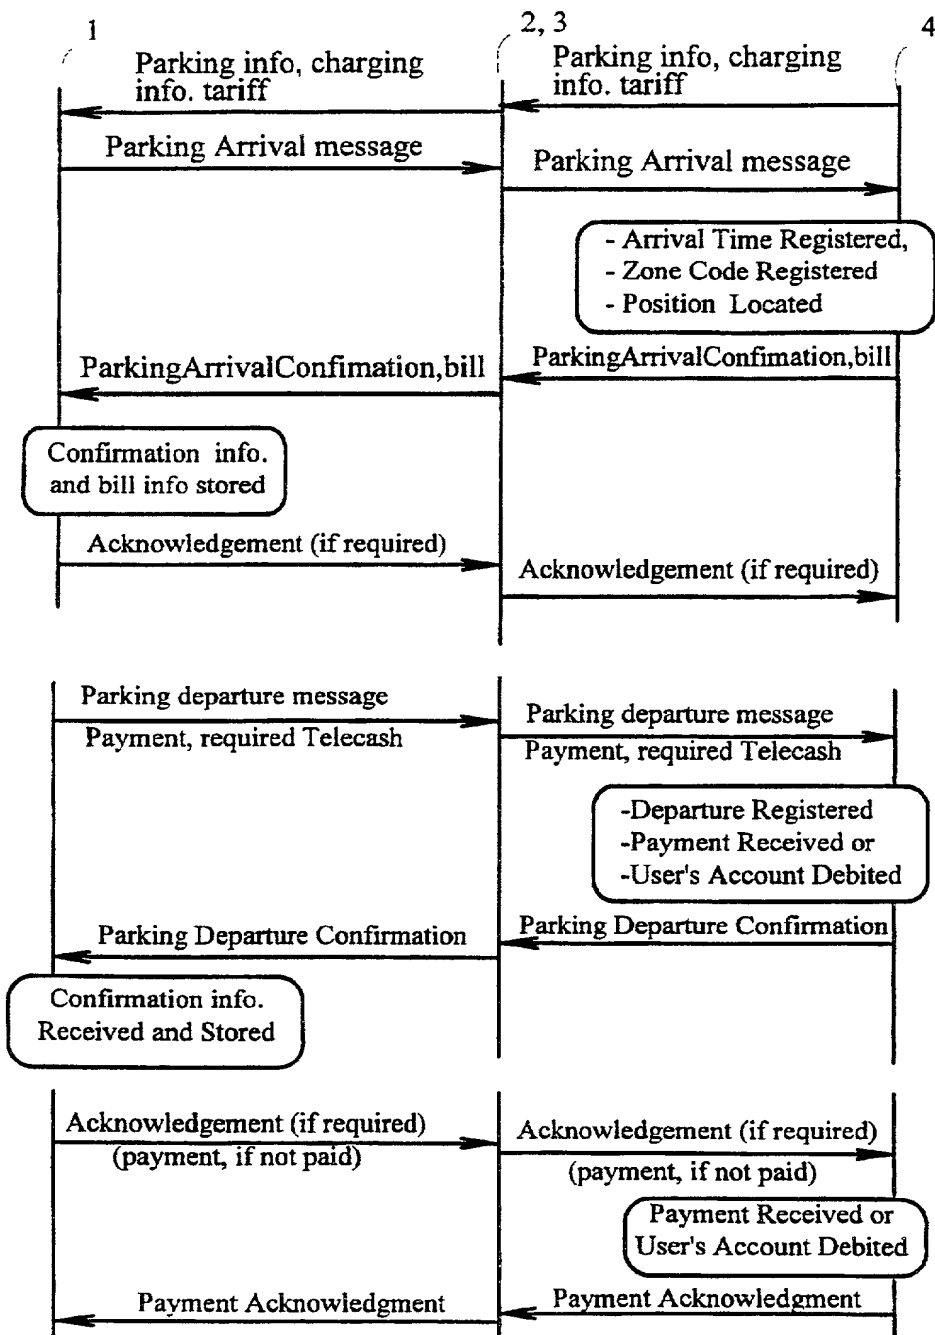 1
2, 3
4
Parking info, charging
info. tariff
Parking info, charging
info. tariff
Parking Arrival message
Parking Arrival message
- Arrival Time Registered,
- Zone Code Registered
- Position Located
ParkingArrivalConfimation,bill
ParkingArrivalConfimation,bill
Confirmation info.
and bill info stored
Acknowledgement (if required)
Acknowledgement (if required)
Parking departure message
Payment, required Telecash
Parking departure message
Payment, required Telecash
-Departure Registered
-Payment Received or
-User's Account Debited
Parking Departure Confirmation
Parking Departure Confirmation
Confirmation info.
Received and Stored
Acknowledgement (if required)
(payment, if not paid)
Acknowledgement (if required)
(payment, if not paid)
Payment Received or
User's Account Debited
Payment Acknowledgment
Payment Acknowledgment